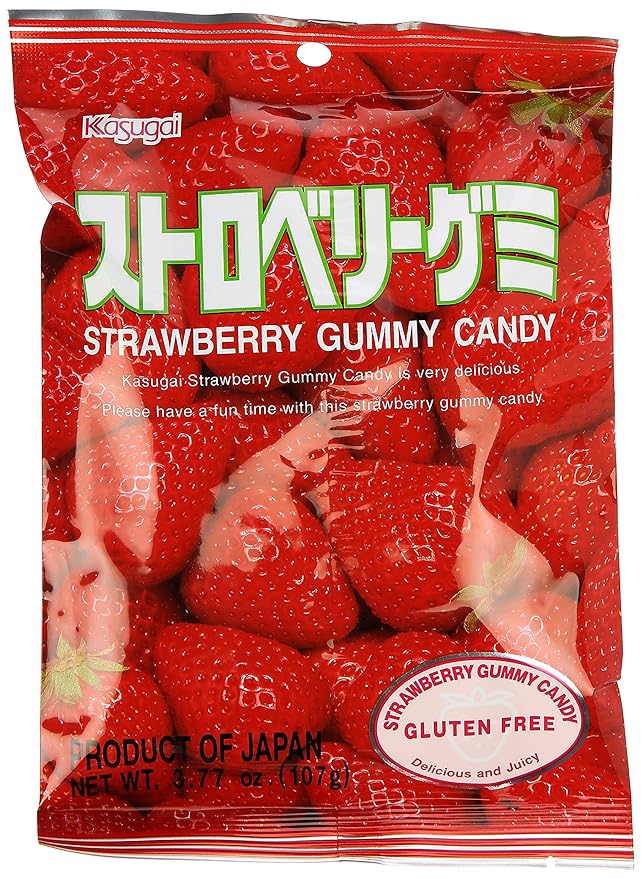 Kasugai
ストロベリーグミ
STRAWBERRY GUMMY CANDY
Kasugai Strawberry Gummy Candy is very delicious.
Please have a fun time with this strawberry gummy candy.
STRAWBERRY GUMMY CANDY
GLUTEN FREE
Delicious and Juicy
PRODUCT OF JAPAN
NET WT. 3.77 oz.(107g)